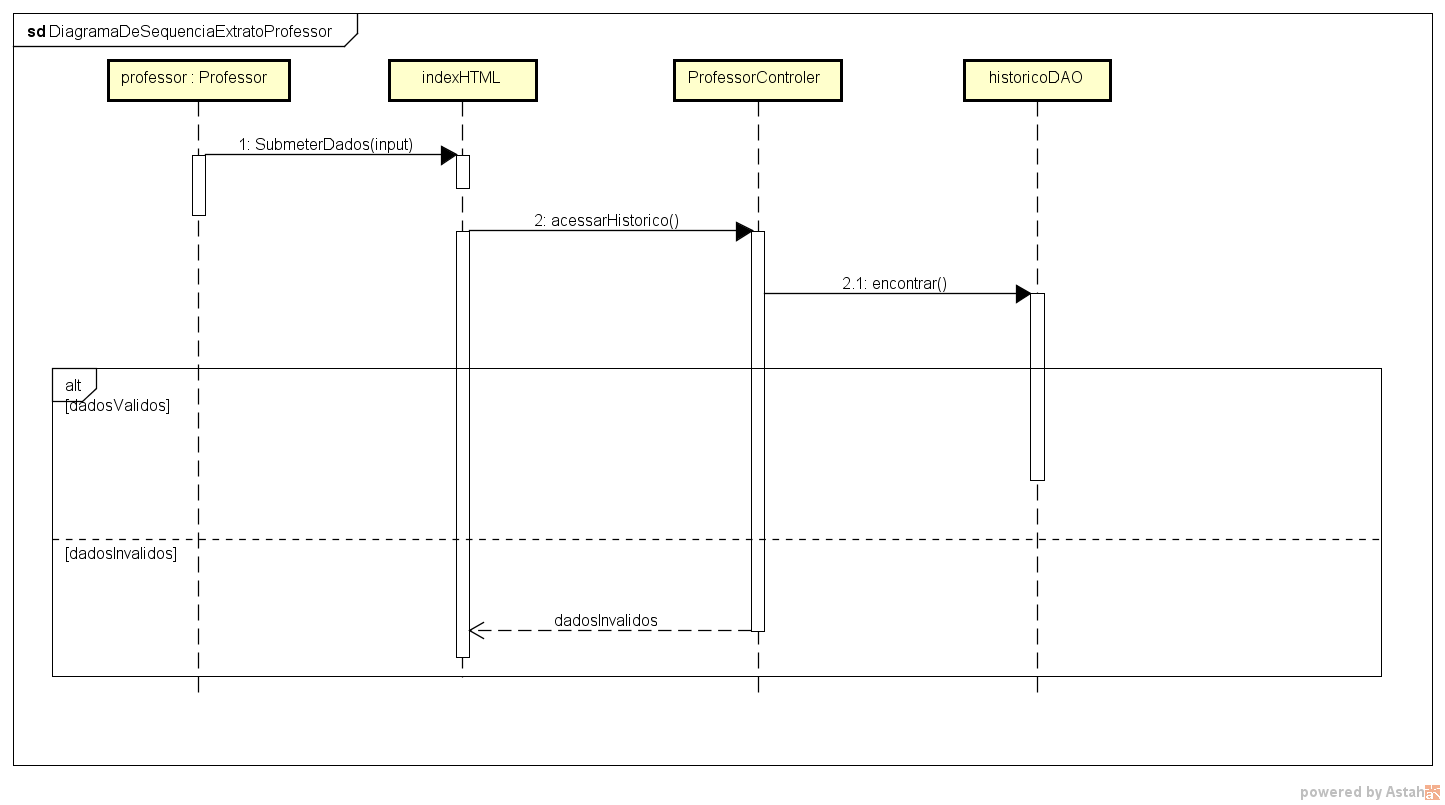 sd DiagramaDeSequenciaExtratoProfessor
professor : Professor
indexHTML
ProfessorControler
historicoDAO
1: SubmeterDados(input)
2: acessarHistorico()
2.1: encontrar()
alt
[dadosValidos]
[dadosInvalidos]
dadosInvalidos
powered by Astah